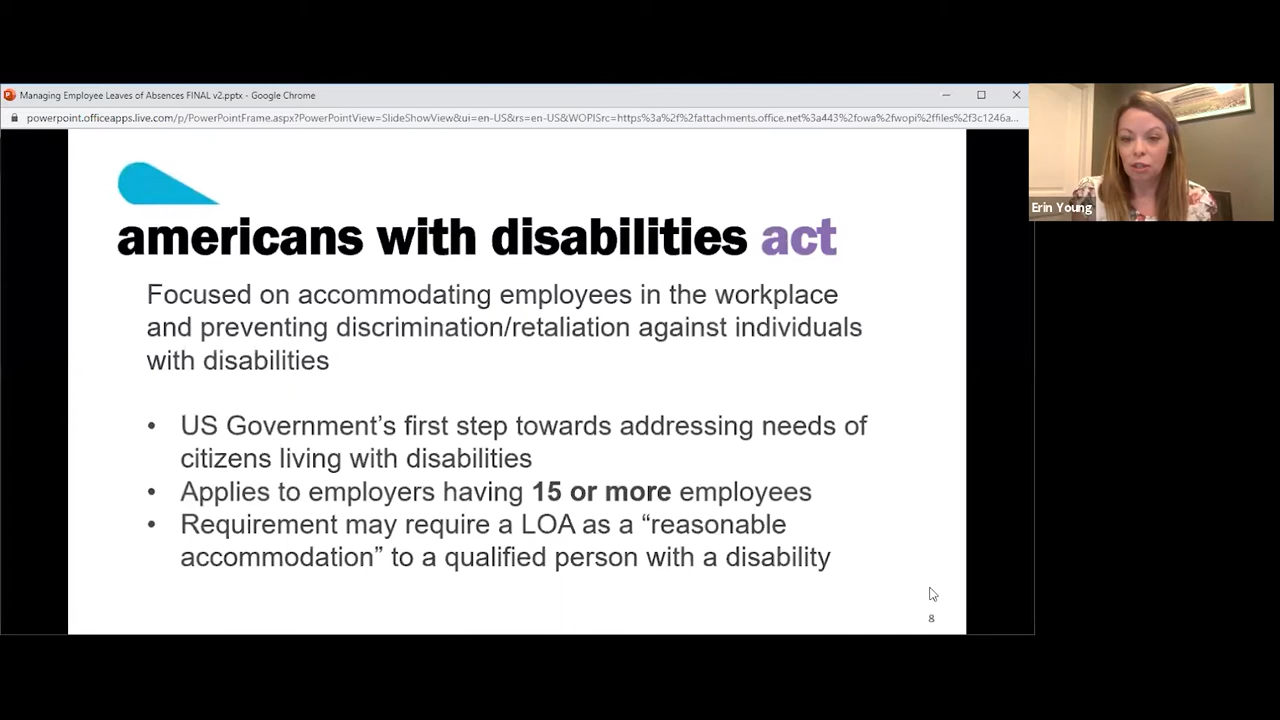 Managing Employee Leaves of Absences FINAL v2.pptx - Google Chrome
powerpoint.officeapps.live.com/p/PowerPointFrame.aspx?PowerPointView=SlideShowView&ui=en-US&rs=en-US&WOPISrc=https%3a%2f%2fattachments.office.net%3a443%2fowa%2fwopi%2ffiles%2f3c1246a...
Erin Young
americans with disabilities act
Focused on accommodating employees in the workplace
and preventing discrimination/retaliation against individuals
with disabilities
• US Government’s first step towards addressing needs of
citizens living with disabilities
• Applies to employers having 15 or more employees
• Requirement may require a LOA as a “reasonable
accommodation” to a qualified person with a disability
8